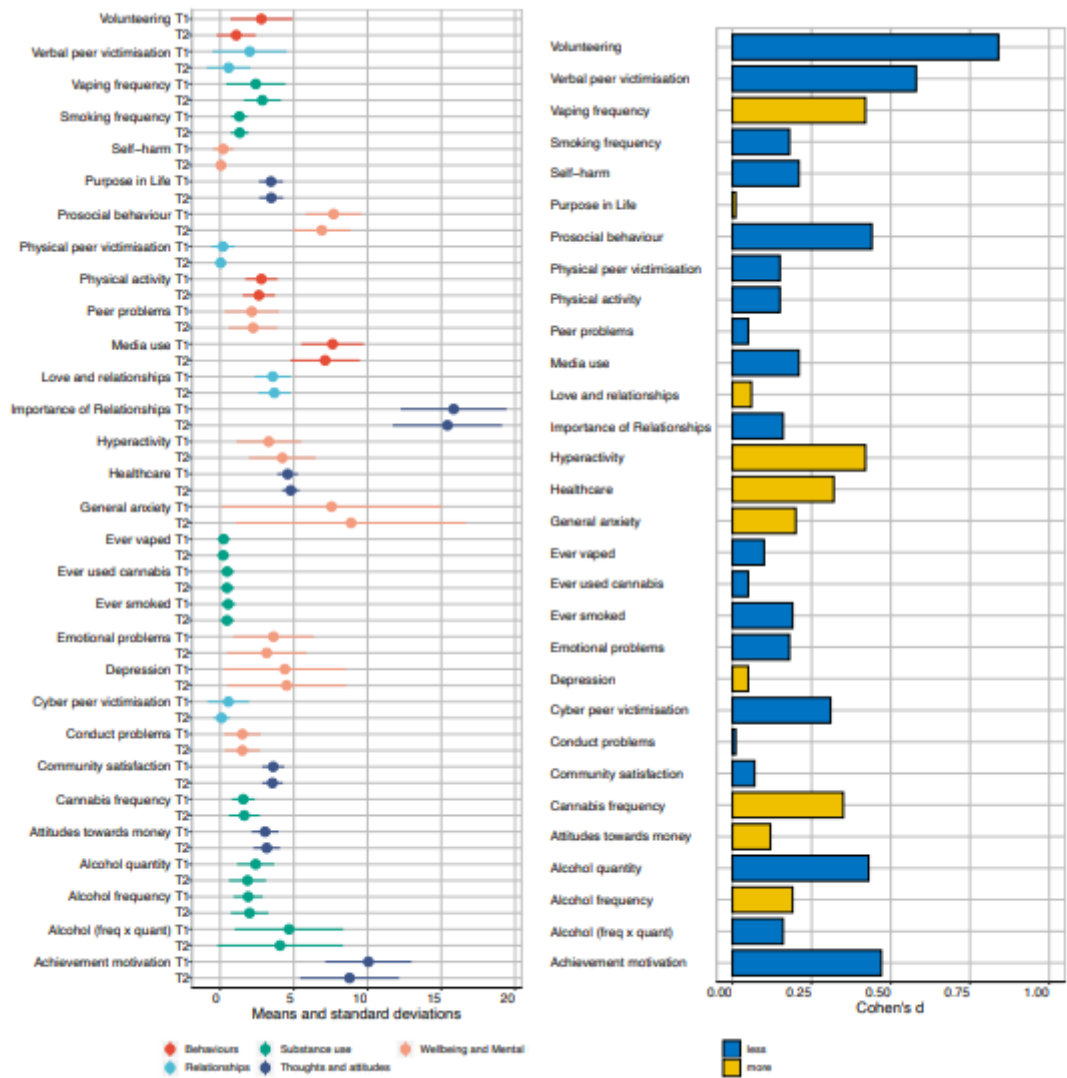 Volunteering T1
T2
Verbal peer victimisation T1
T2
Vaping frequency T1
T2
Smoking frequency T1
T2
Self-harm T1
T2
Purpose in Life T1
T2
Prosocial behaviour T1
T2
Physical peer victimisation T1
T2
Physical activity T1
T2
Peer problems T1
T2
Media use T1
T2
Love and relationships T1
T2
Importance of Relationships T1
T2
Hyperactivity T1
T2
Healthcare T1
T2
General anxiety T1
T2
Ever vaped T1
T2
Ever used cannabis T1
T2
Ever smoked T1
T2
Emotional problems T1
T2
Depression T1
T2
Cyber peer victimisation T1
T2
Conduct problems T1
T2
Community satisfaction T1
T2
Cannabis frequency T1
T2
Attitudes towards money T1
T2
Alcohol quantity T1
T2
Alcohol frequency T1
T2
Alcohol (freq x quant) T1
T2
Achievement motivation T1
T2
0 5 10 15 20
Means and standard deviations
Behaviours Substance use Wellbeing and Mental
Relationships Thoughts and attitudes
Volunteering
Verbal peer victimisation
Vaping frequency
Smoking frequency
Self-harm
Purpose in Life
Prosocial behaviour
Physical peer victimisation
Physical activity
Peer problems
Media use
Love and relationships
Importance of Relationships
Hyperactivity
Healthcare
General anxiety
Ever vaped
Ever used cannabis
Ever smoked
Emotional problems
Depression
Cyber peer victimisation
Conduct problems
Community satisfaction
Cannabis frequency
Attitudes towards money
Alcohol quantity
Alcohol frequency
Alcohol (freq x quant)
Achievement motivation
0.00 0.25 0.50 0.75 1.00
Cohen's d
less
more